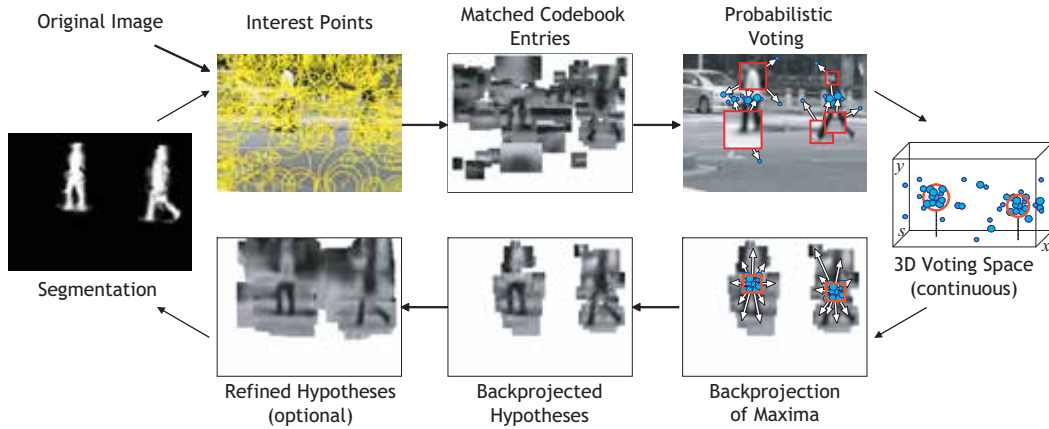 Original Image
Interest Points
Matched Codebook
Entries
Probabilistic
Voting
y
s
x
3D Voting Space
(continuous)
Segmentation
Refined Hypotheses
(optional)
Backprojected
Hypotheses
Backprojection
of Maxima